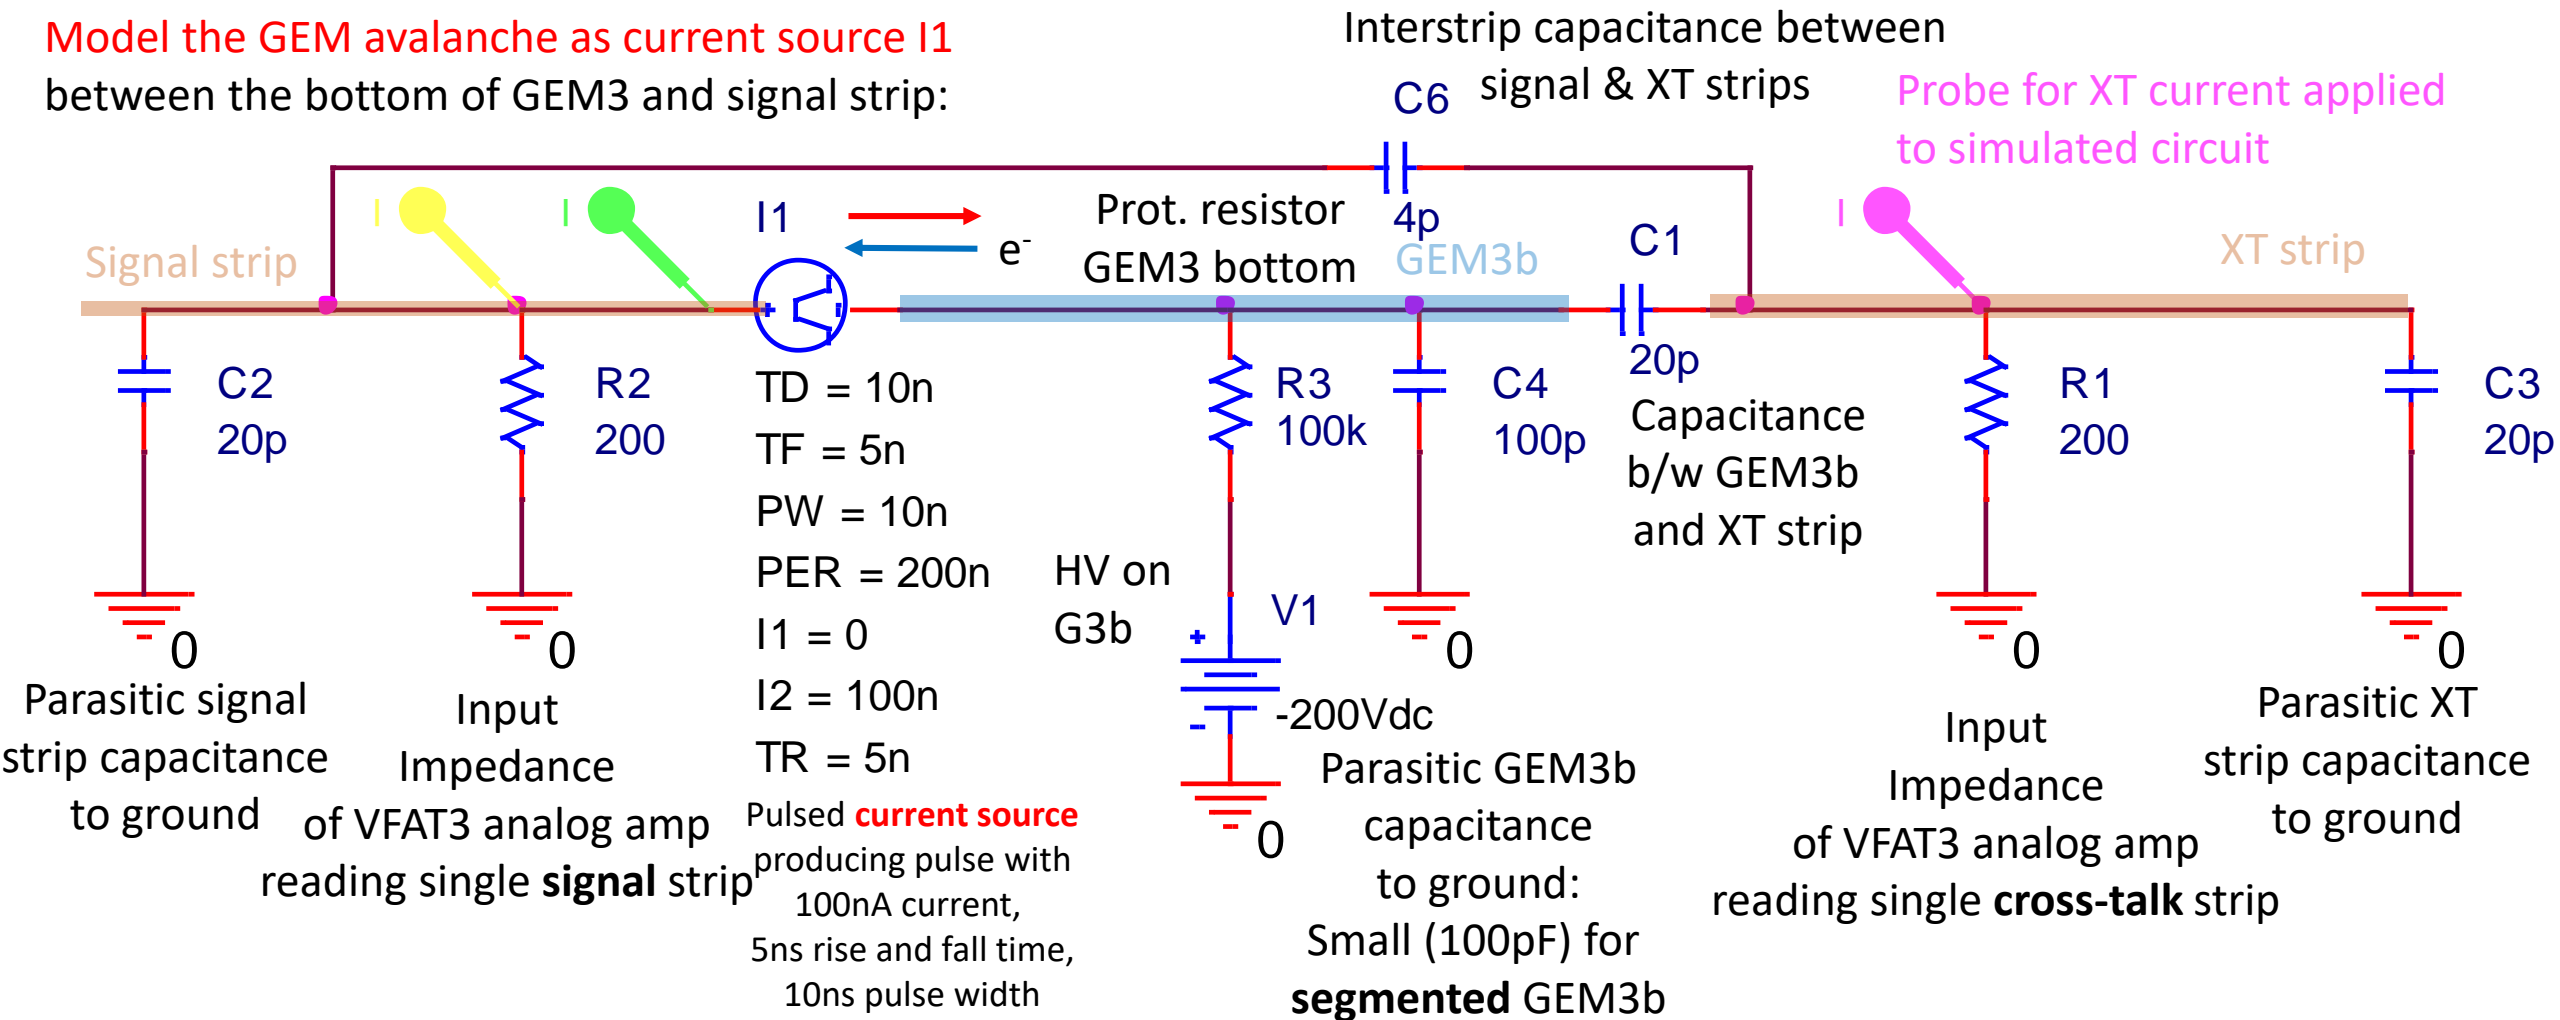 Model the GEM avalanche as current source I1
between the bottom of GEM3 and signal strip:
Interstrip capacitance between
signal & XT strips
C6
4p
Probe for XT current applied
to simulated circuit
I
I
I1
e-
Prot. resistor
GEM3 bottom
GEM3b
C1
20p
I
Signal strip
XT strip
+
-
C2
20p
R2
200
TD = 10n
TF = 5n
PW = 10n
PER = 200n
I1 = 0
I2 = 100n
TR = 5n
R3
100k
C4
100p
Capacitance
b/w GEM3b
and XT strip
R1
200
C3
20p
HV on
G3b
V1
+
-
-200Vdc
0
0
0
0
0
0
Parasitic signal
strip capacitance
to ground
Input
Impedance
of VFAT3 analog amp
reading single signal strip
Pulsed current source
producing pulse with
100nA current,
5ns rise and fall time,
10ns pulse width
Parasitic GEM3b
capacitance
to ground:
Small (100pF) for
segmented GEM3b
Input
Impedance
of VFAT3 analog amp
reading single cross-talk strip
Parasitic XT
strip capacitance
to ground